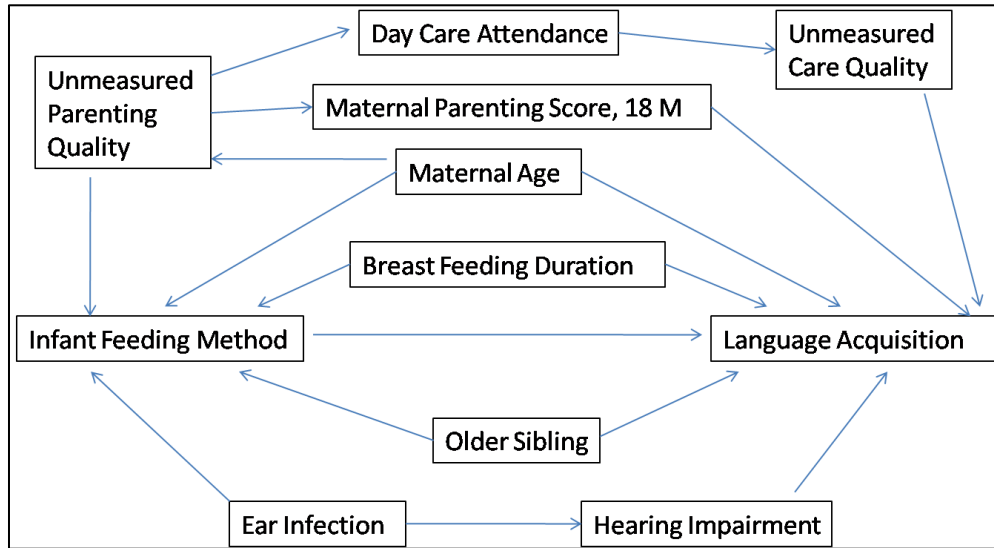 Day Care Attendance
Unmeasured
Care Quality
Unmeasured
Parenting
Quality
Maternal Parenting Score, 18 M
Maternal Age
Breast Feeding Duration
Infant Feeding Method
Language Acquisition
Older Sibling
Ear Infection
Hearing Impairment